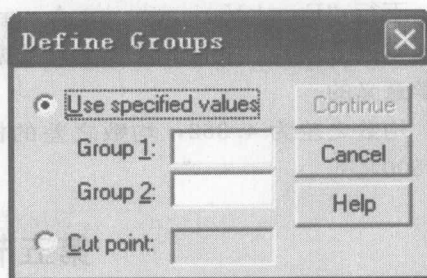 Define Groups
Use specified values
Continue
Group 1:
Cancel
Group 2:
Help
Cut point: